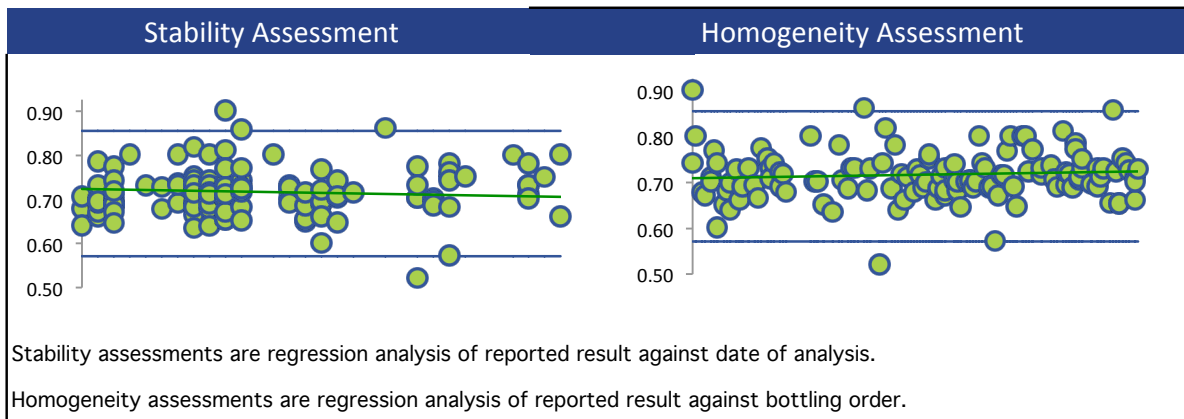 Stability Assessment
Homogeneity Assessment
0.90
0.80
0.70
0.60
0.50
0.90
0.80
0.70
0.60
0.50
Stability assessments are regression analysis of reported result against date of analysis.
Homogeneity assessments are regression analysis of reported result against bottling order.